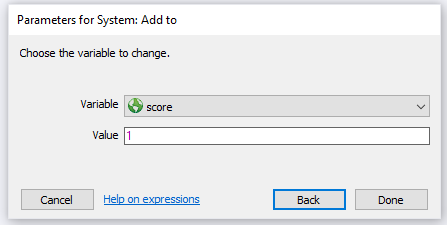 Parameters for System: Add to
Choose the variable to change.
Variable score
Value 1
Cancel Help on expressions Back Done